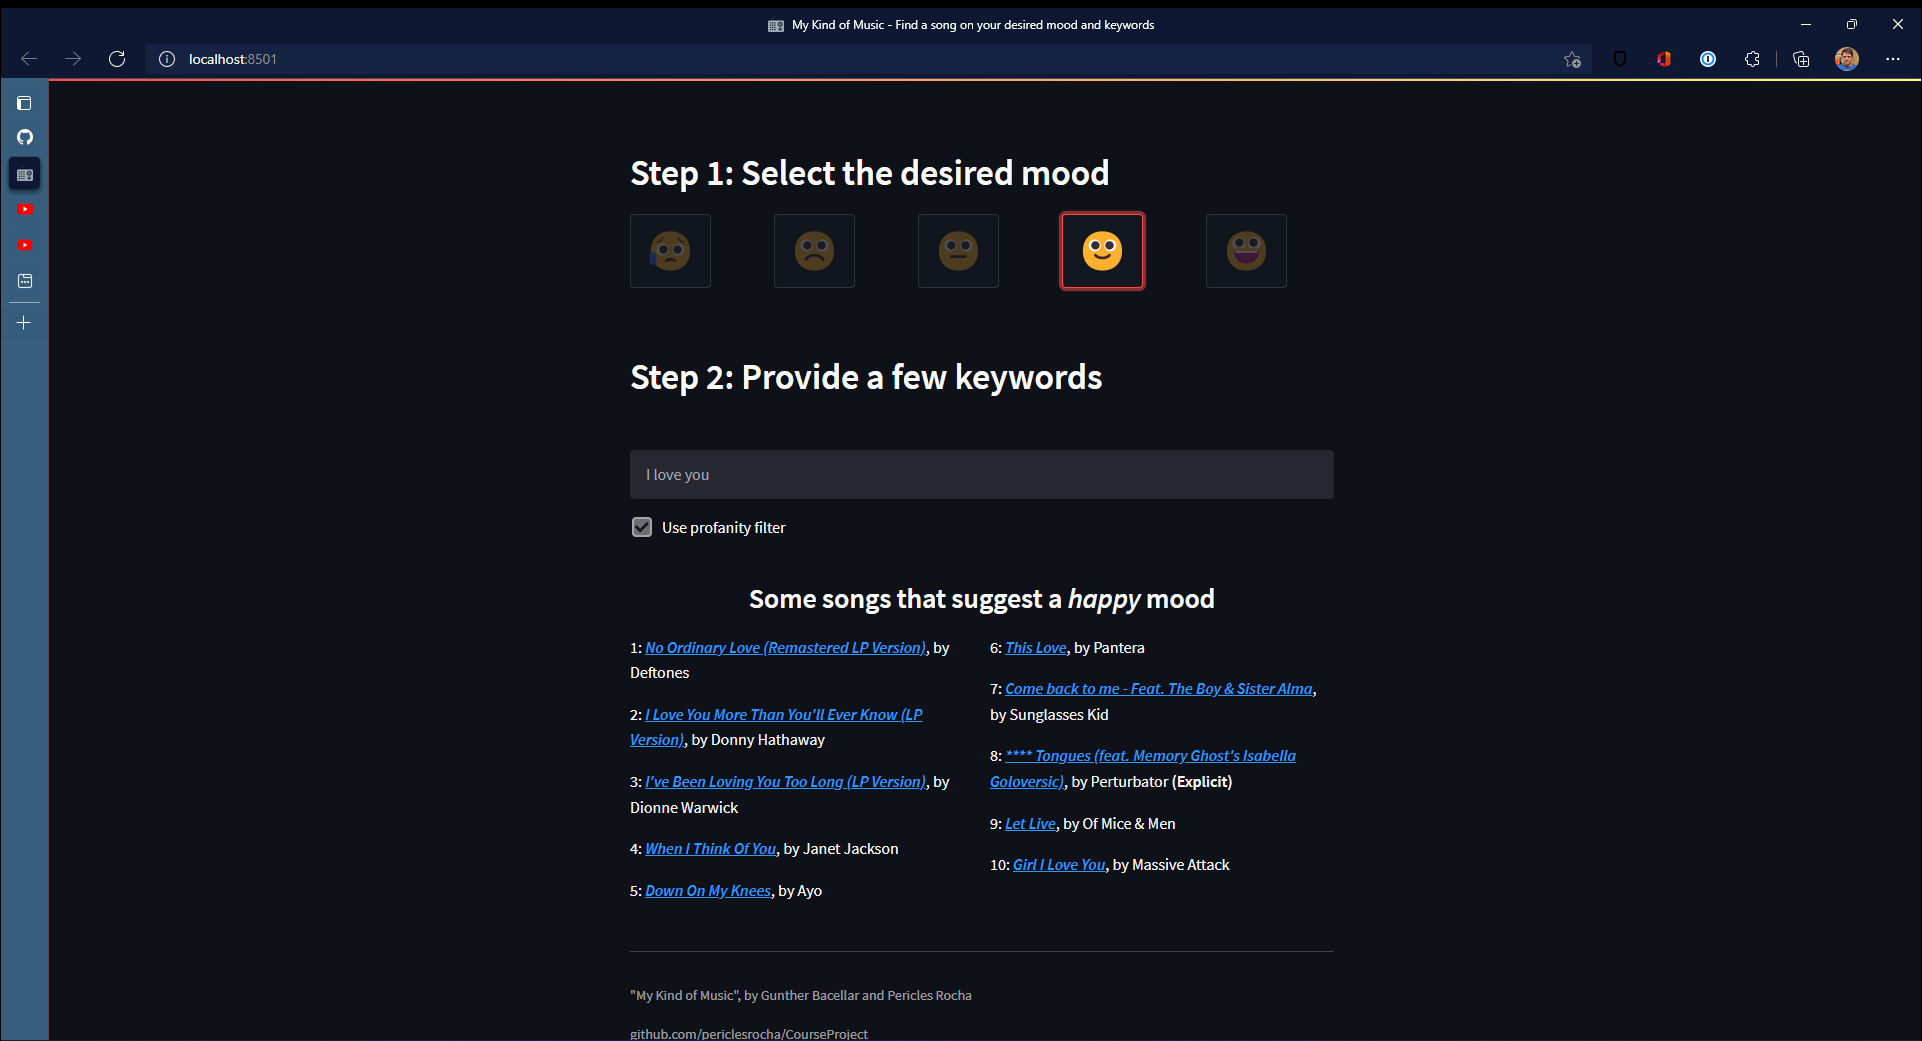 My Kind of Music - Find a song on your desired mood and keywords
localhost:8501
Step 1: Select the desired mood
Step 2: Provide a few keywords
I love you
Use profanity filter
Some songs that suggest a happy mood
1: No Ordinary Love (Remastered LP Version), by
Deftones
2: I Love You More Than You'll Ever Know (LP
Version), by Donny Hathaway
3: I've Been Loving You Too Long (LP Version), by
Dionne Warwick
4: When I Think Of You, by Janet Jackson
5: Down On My Knees, by Ayo
6: This Love, by Pantera
7: Come back to me - Feat. The Boy & Sister Alma,
by Sunglasses Kid
8: **** Tongues (feat. Memory Ghost's Isabella
Goloversic), by Perturbator (Explicit)
9: Let Live, by Of Mice & Men
10: Girl I Love You, by Massive Attack
"My Kind of Music", by Gunther Bacellar and Pericles Rocha
github.com/periclesrocha/CourseProject